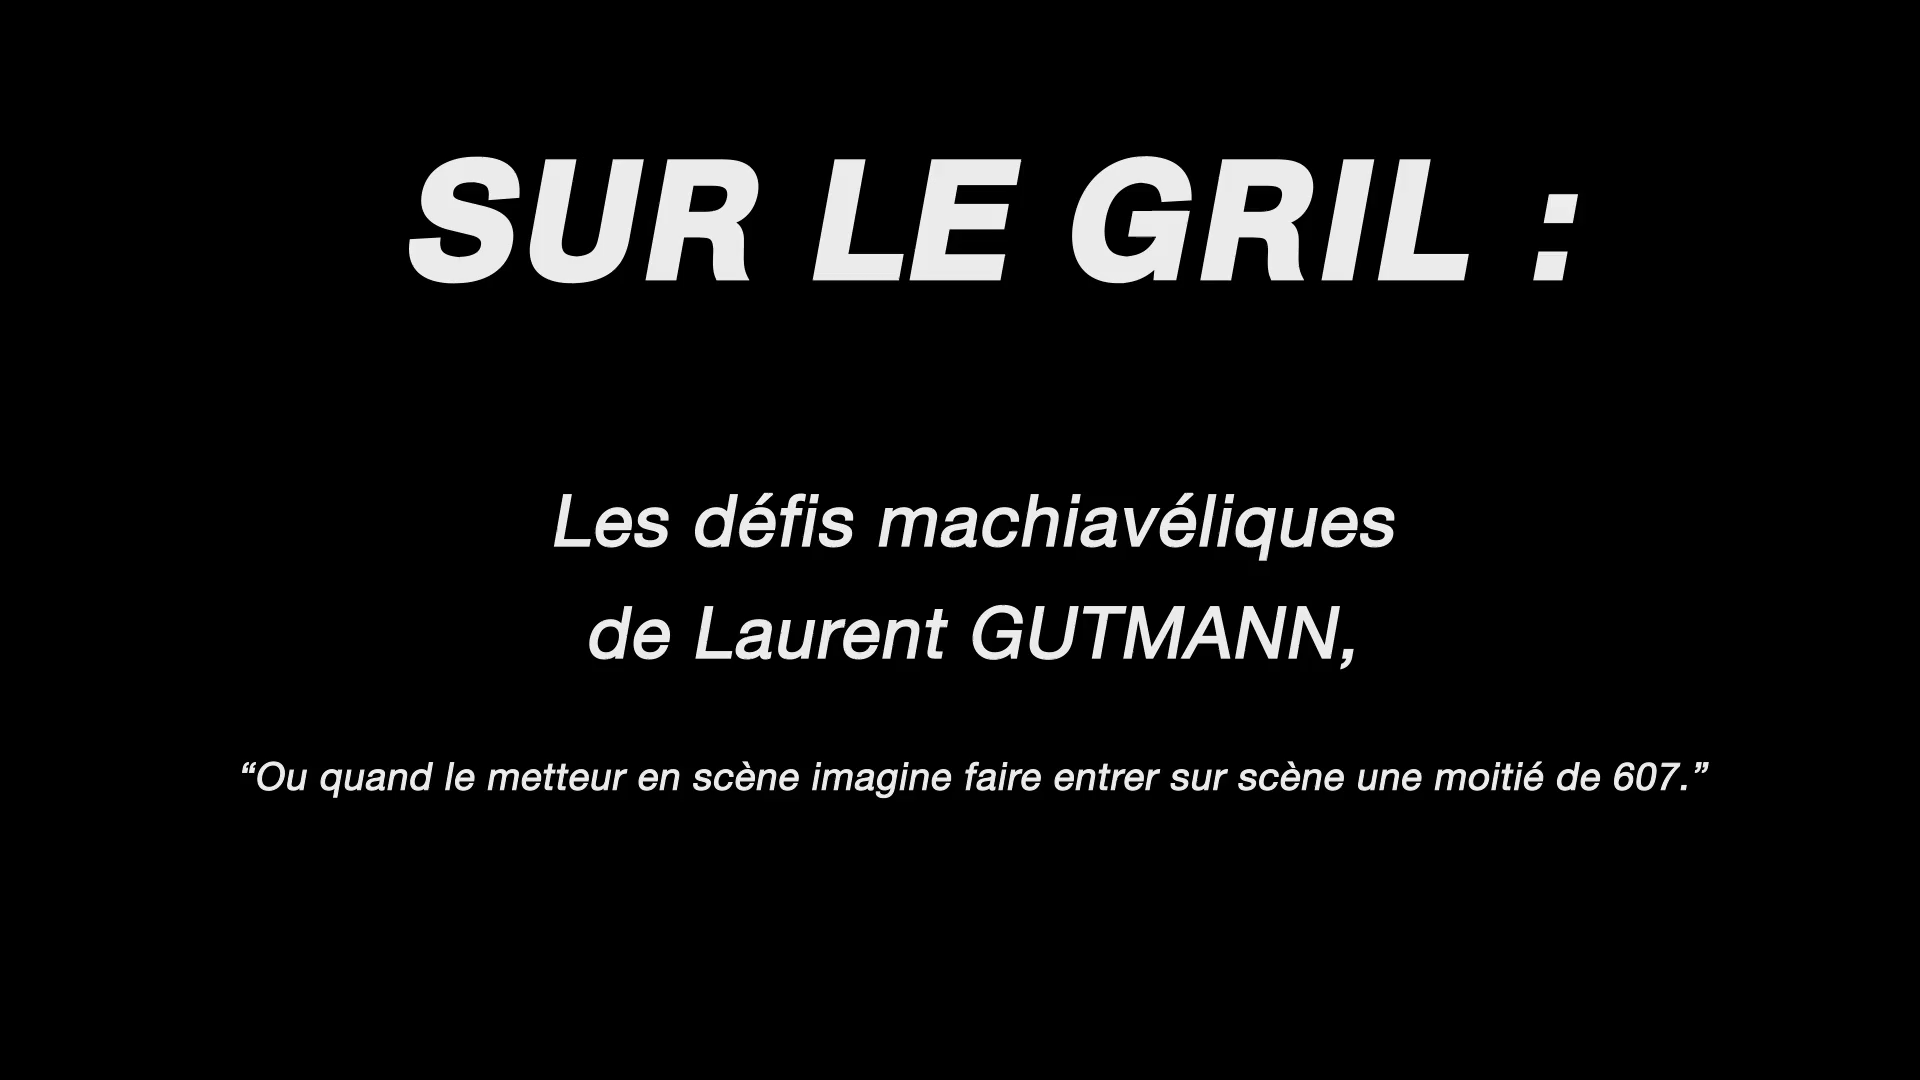 SUR LE GRIL :
Les défis machiavéliques
de Laurent GUTMANN,
“Ou quand le metteur en scène imagine faire entrer sur scène une moitié de 607.”